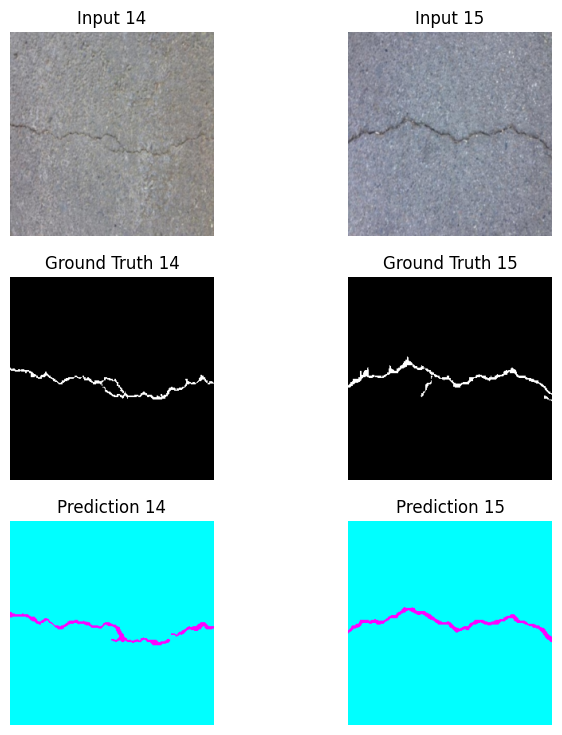 Input 14
Input 15
Ground Truth 14
Ground Truth 15
Prediction 14
Prediction 15